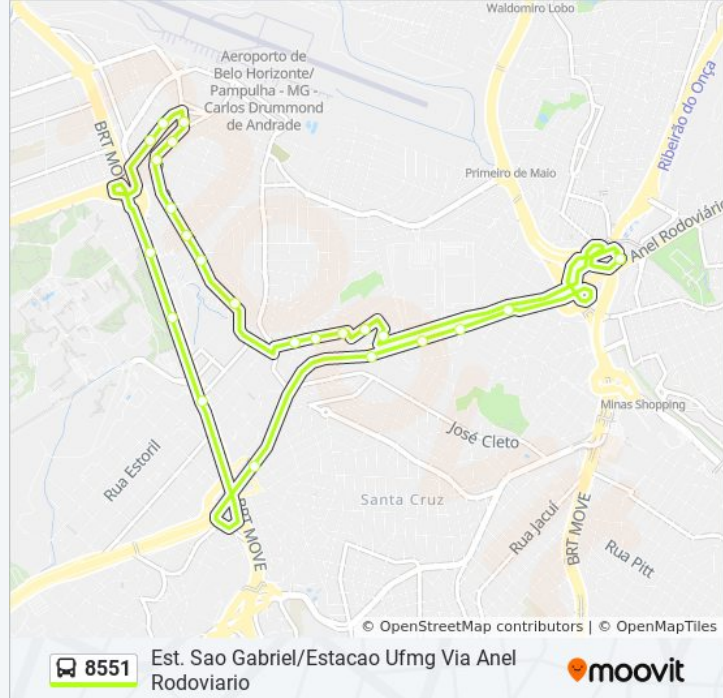 Waldomiro Lobo
Aeroporto de
Belo Horizonte/
Pampulha - MG -
Carlos Drummond
de Andrade
Ribeirão do Onça
BRT MO
Primeiro de Maio
Anel Rodoviário
Minas Shopping
José Cleto
Rua Estoril
Santa Cruz
Rua Jacuí
BRT MOVE
BRT MOVE
Rua Pitt
© OpenStreetMap contributors | © OpenMapTiles
8551
Est. Sao Gabriel/Estacao Ufmg Via Anel
Rodoviario
moovit